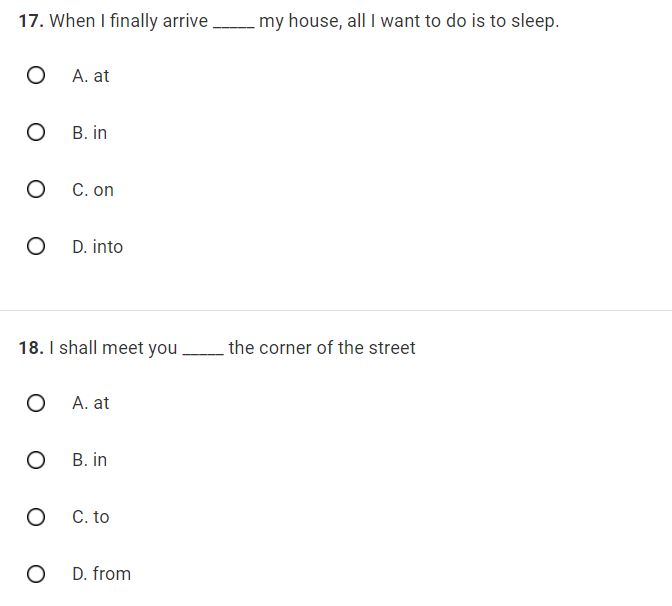 17. When I finally arrive _____ my house, all I want to do is to sleep.
A. at
B. in
C. on
D. into
18. I shall meet you _____ the corner of the street
A. at
B. in
C. to
D. from